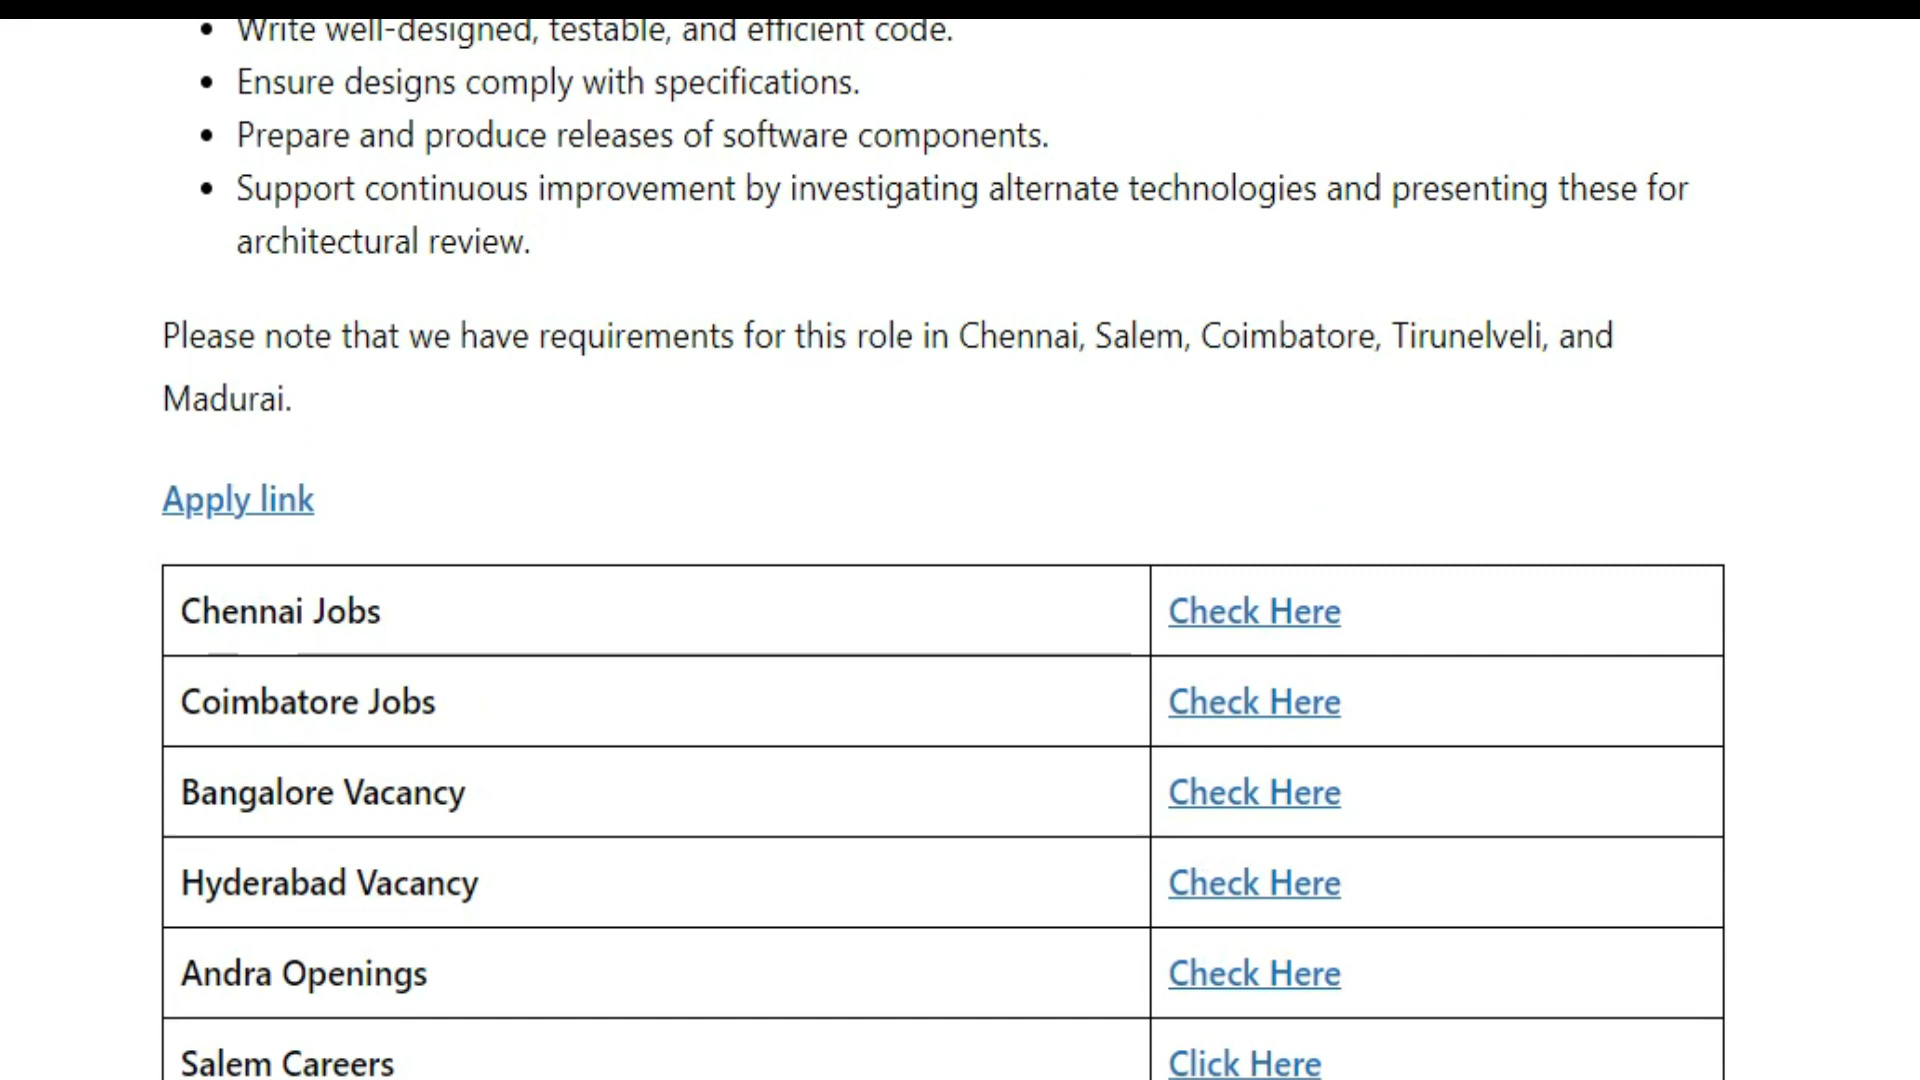 Write well-designed, testable, and efficient code.
Ensure designs comply with specifications.
Prepare and produce releases of software components.
Support continuous improvement by investigating alternate technologies and presenting these for
architectural review.
Please note that we have requirements for this role in Chennai, Salem, Coimbatore, Tirunelveli, and
Madurai.
Apply link
Chennai Jobs Check Here
Coimbatore Jobs Check Here
Bangalore Vacancy Check Here
Hyderabad Vacancy Check Here
Andra Openings Check Here
Salem Careers Click Here